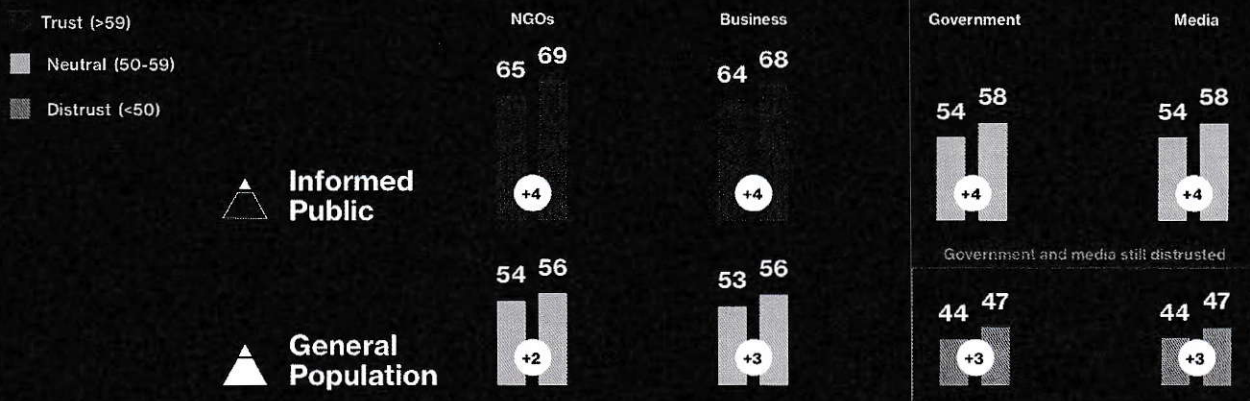 Trust (>59)
Neutral (50-59)
Distrust (<50)
NGOs
Business
Government
Media
65 69
64 68
54 58
54 58
Informed
Public
+4
+4
+4
+4
Government and media still distrusted
54 56
53 56
44 47
44 47
General
Population
+2
+3
+3
+3